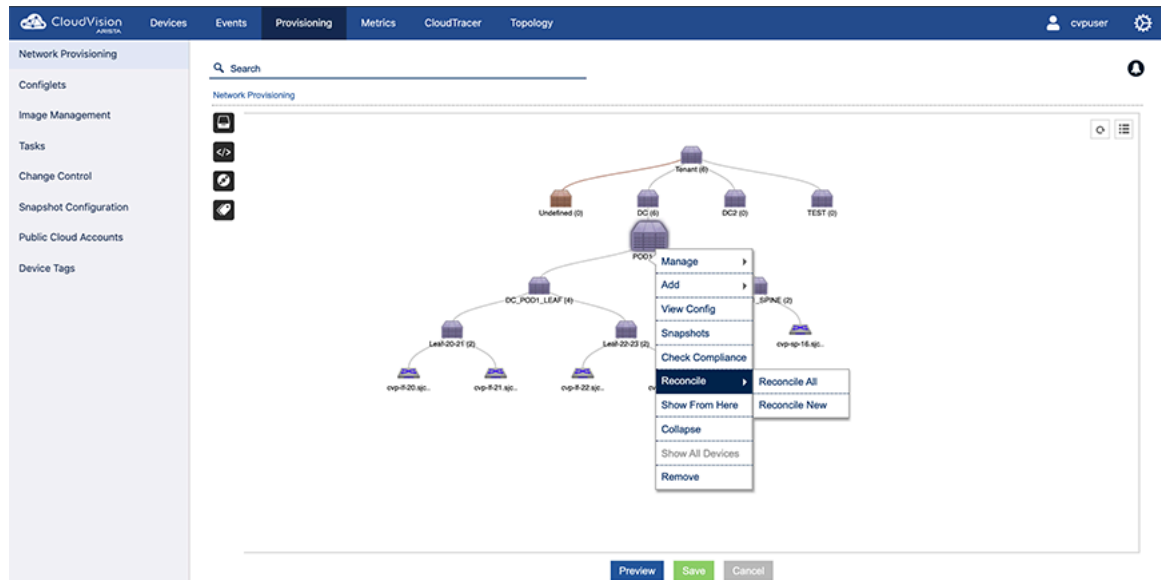 CloudVision
ARISTA
Devices
Events
Provisioning
Metrics
CloudTracer
Topology
cvpuser
Network Provisioning
Configlets
Image Management
Tasks
Change Control
Snapshot Configuration
Public Cloud Accounts
Device Tags
Search
Network Provisioning
Tenant (6)
Undefined (0)
DC (6)
DC2 (0)
TEST (0)
POD1
DC_POD1_LEAF (4)
_SPINE (2)
Leaf-20-21 (2)
Leaf-22-23 (2)
cvp-sp-16.sjc..
cvp-lf-20.sjc..
cvp-lf-21.sjc..
cvp-lf-22.sjc..
Manage
Add
View Config
Snapshots
Check Compliance
Reconcile
Reconcile All
Reconcile New
Show From Here
Collapse
Show All Devices
Remove
Preview
Save
Cancel